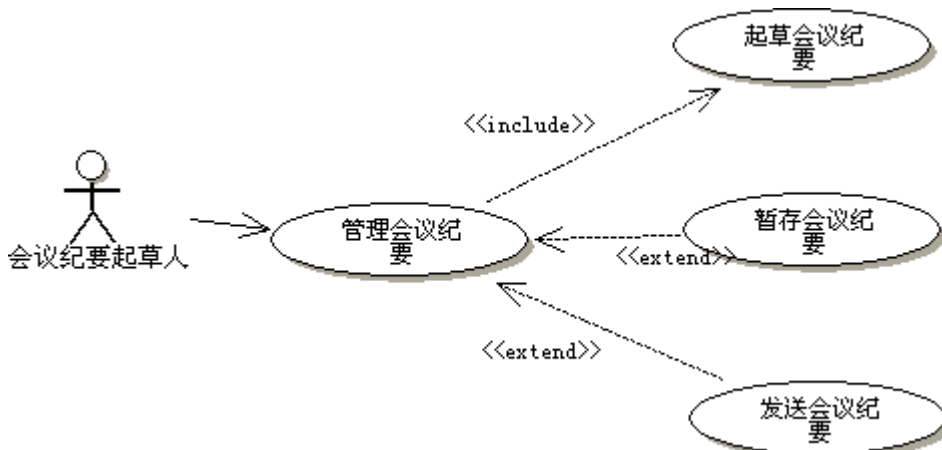 起草会议纪
要
<<include>>
会议纪要起草人
管理会议纪
要
暂存会议纪
要
<<extend>>
<<extend>>
发送会议纪
要